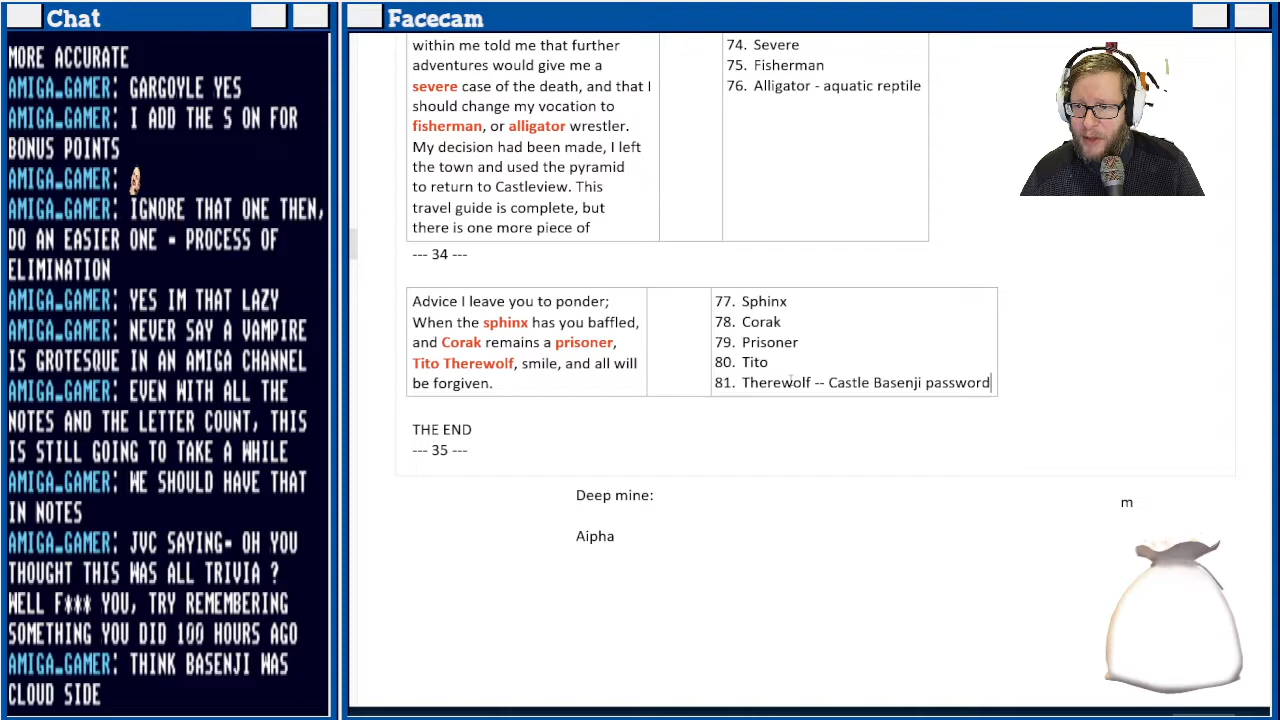 Chat
MORE ACCURATE
AMIGA_GAMER: GARGOYLE YES
AMIGA_GAMER: I ADD THE S ON FOR
BONUS POINTS
AMIGA_GAMER:
AMIGA_GAMER: IGNORE THAT ONE THEN,
DO AN EASIER ONE - PROCESS OF
ELIMINATION
AMIGA_GAMER: YES IM THAT LAZY
AMIGA_GAMER: NEVER SAY A VAMPIRE
IS GROTESQUE IN AN AMIGA CHANNEL
AMIGA_GAMER: EVEN WITH ALL THE
NOTES AND THE LETTER COUNT, THIS
IS STILL GOING TO TAKE A WHILE
AMIGA_GAMER: WE SHOULD HAVE THAT
IN NOTES
AMIGA_GAMER: JVC SAYING- OH YOU
THOUGHT THIS WAS ALL TRIVIA ?
WELL F*** YOU, TRY REMEMBERING
SOMETHING YOU DID 100 HOURS AGO
AMIGA_GAMER: THINK BASENJI WAS
CLOUD SIDE
Facecam
within me told me that further
adventures would give me a
severe case of the death, and that I
should change my vocation to
fisherman, or alligator wrestler.
My decision had been made, I left
the town and used the pyramid
to return to Castleview. This
travel guide is complete, but
there is one more piece of
74. Severe
75. Fisherman
76. Alligator - aquatic reptile
--- 34 ---
Advice I leave you to ponder;
When the sphinx has you baffled,
and Corak remains a prisoner,
Tito Therewolf, smile, and all will
be forgiven.
77. Sphinx
78. Corak
79. Prisoner
80. Tito
81. Therewolf -- Castle Basenji password
THE END
--- 35 ---
Deep mine:
m
Aipha